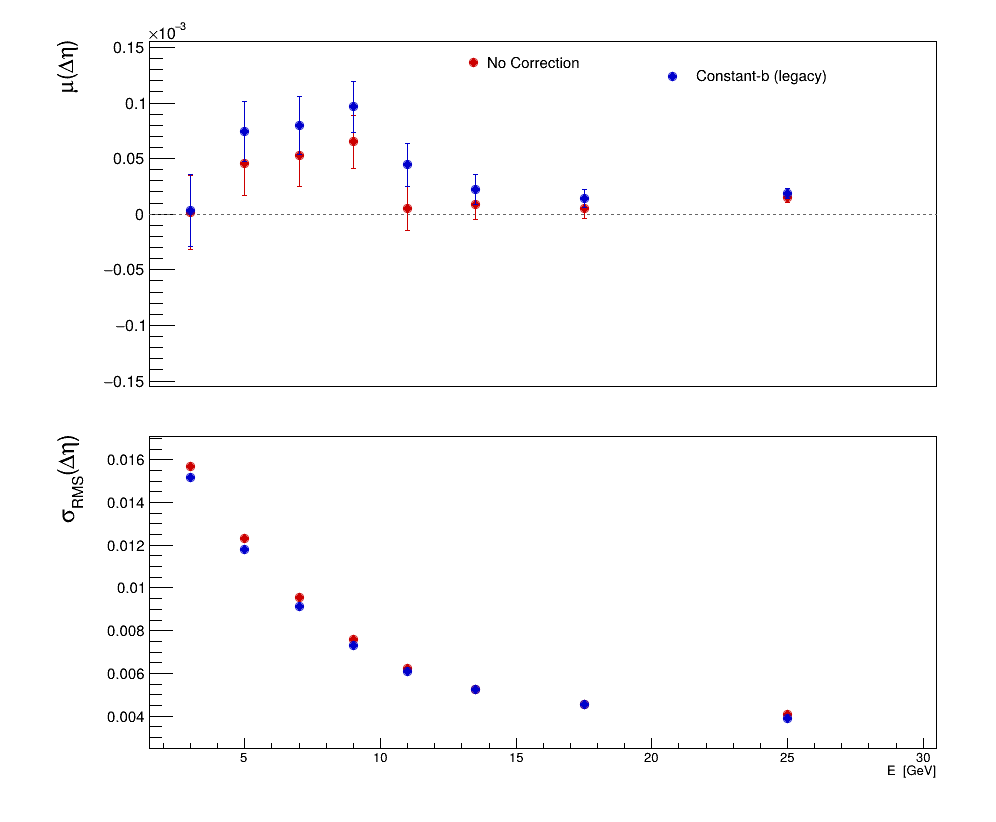 ×10⁻³
μ(Δη)
0.15
0.1
0.05
0
−0.05
−0.1
−0.15
No Correction
Constant-b (legacy)
σRMS(Δη)
0.016
0.014
0.012
0.01
0.008
0.006
0.004
5 10 15 20 25 30
E [GeV]